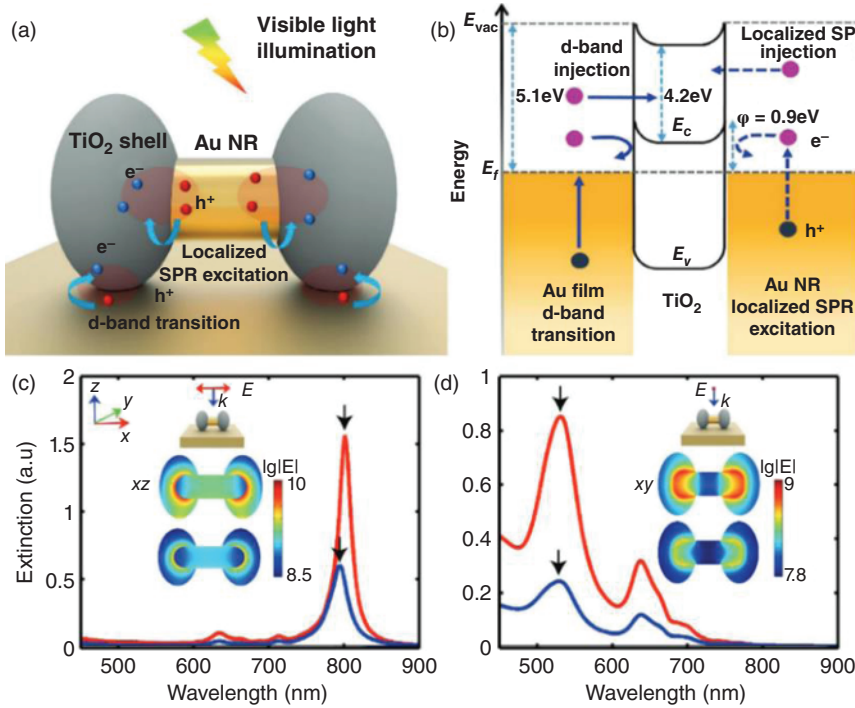 (a)
Visible light
illumination
TiO₂ shell
Au NR
e⁻
h⁺
Localized
SPR excitation
e⁻
h⁺
d-band transition
(b)
Energy
Evac
Ef
d-band
injection
5.1eV
4.2eV
Localized SP
injection
φ = 0.9eV
e⁻
Ec
Ev
h⁺
Au film
d-band
transition
TiO₂
Au NR
localized SPR
excitation
(c)
Extinction (a.u)
2
1.5
1
0.5
0
500 600 700 800 900
Wavelength (nm)
z
y
x
E
k
xz
lg|E|
10
8.5
(d)
1
0.8
0.6
0.4
0.2
0
500 600 700 800 900
Wavelength (nm)
E
k
xy
lg|E|
9
7.8